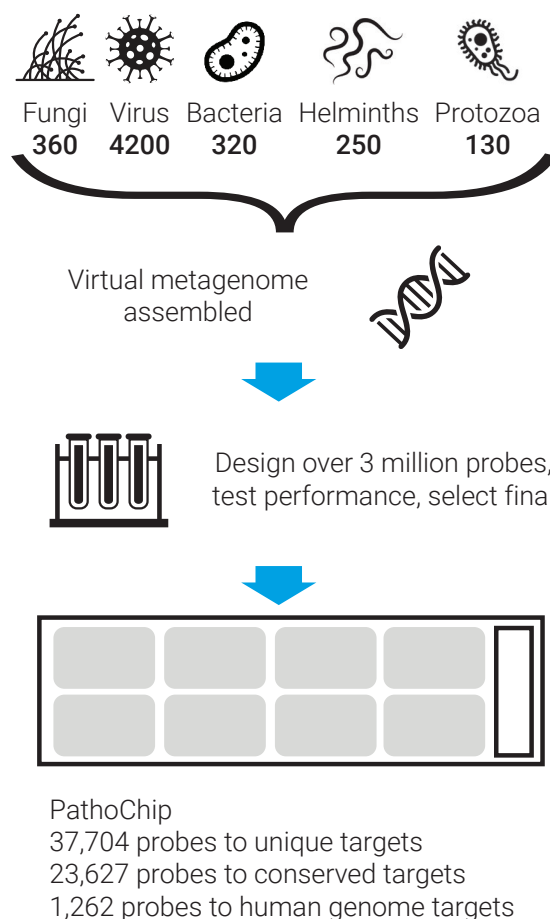 Fungi Virus Bacteria Helminths Protozoa
360 4200 320 250 130
Virtual metagenome
assembled
Design over 3 million probes,
test performance, select fina
PathoChip
37,704 probes to unique targets
23,627 probes to conserved targets
1,262 probes to human genome targets